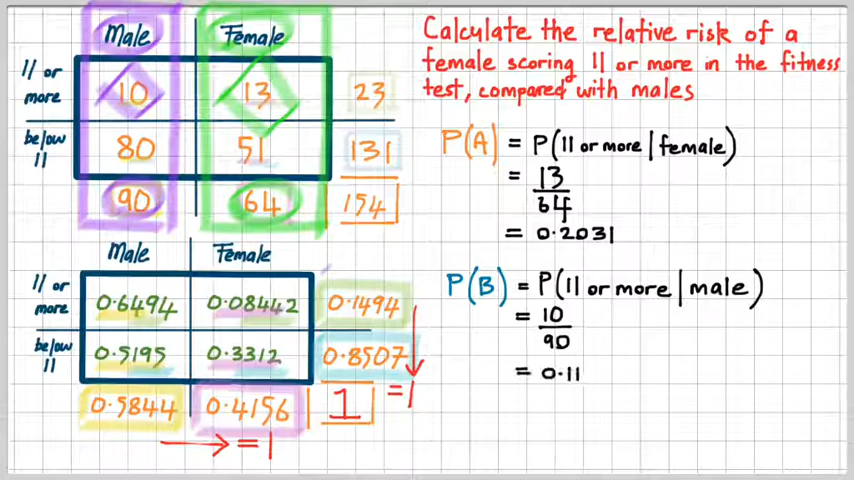 Male Female
11 or more 10 13 23
below 11 80 51 131
90 64 154
Male Female
11 or more 0.6494 0.08442 0.1494
below 11 0.5195 0.3312 0.8507
0.5844 0.4156 1 = 1
= 1
Calculate the relative risk of a
female scoring 11 or more in the fitness
test, compared with males
P(A) = P(11 or more | female)
= 13/64
= 0.2031
P(B) = P(11 or more | male)
= 10/90
= 0.11